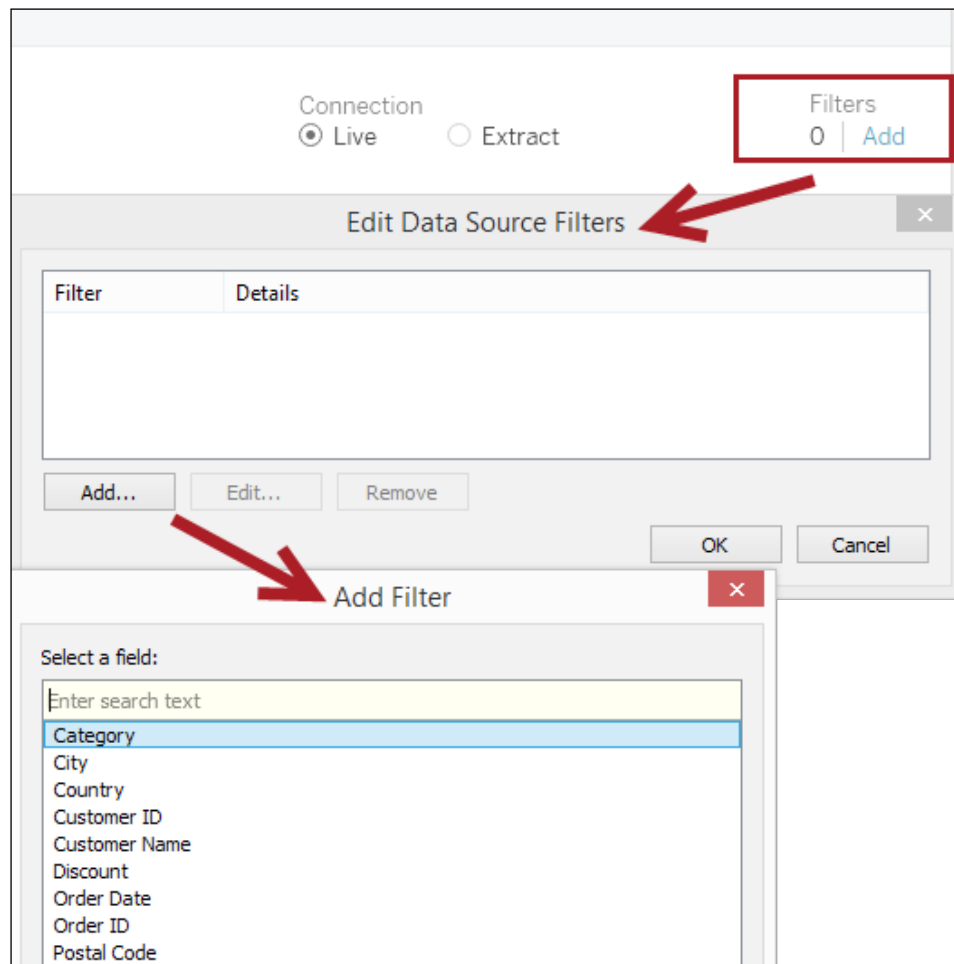 Connection
Live Extract
Filters
0 | Add
Edit Data Source Filters
Filter Details
Add... Edit... Remove
OK Cancel
Add Filter
Select a field:
Enter search text
Category
City
Country
Customer ID
Customer Name
Discount
Order Date
Order ID
Postal Code